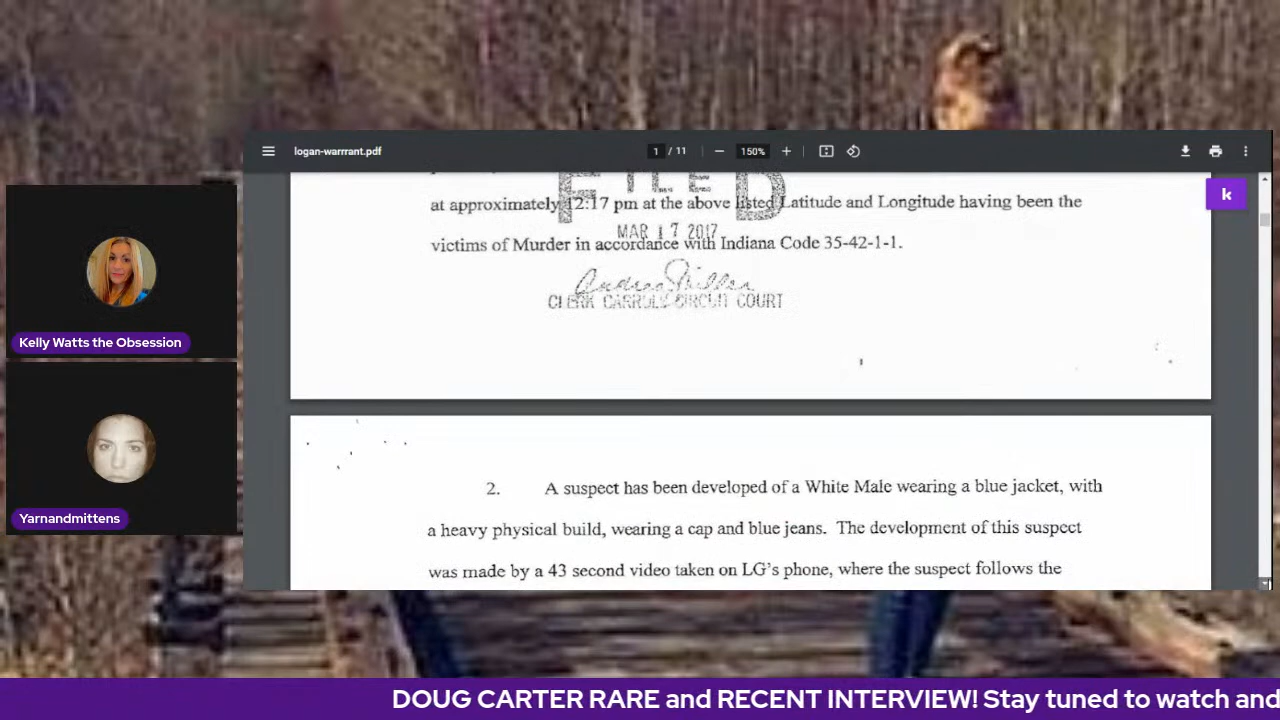 logan-warrrant.pdf
1 / 11
150%
k
FILED
at approximately 12:17 pm at the above listed Latitude and Longitude having been the
MAR 17 2017
victims of Murder in accordance with Indiana Code 35-42-1-1.
CLERK CARROLL CIRCUIT COURT
Kelly Watts the Obsession
2. A suspect has been developed of a White Male wearing a blue jacket, with
a heavy physical build, wearing a cap and blue jeans. The development of this suspect
was made by a 43 second video taken on LG's phone, where the suspect follows the
Yarnandmittens
DOUG CARTER RARE and RECENT INTERVIEW! Stay tuned to watch and